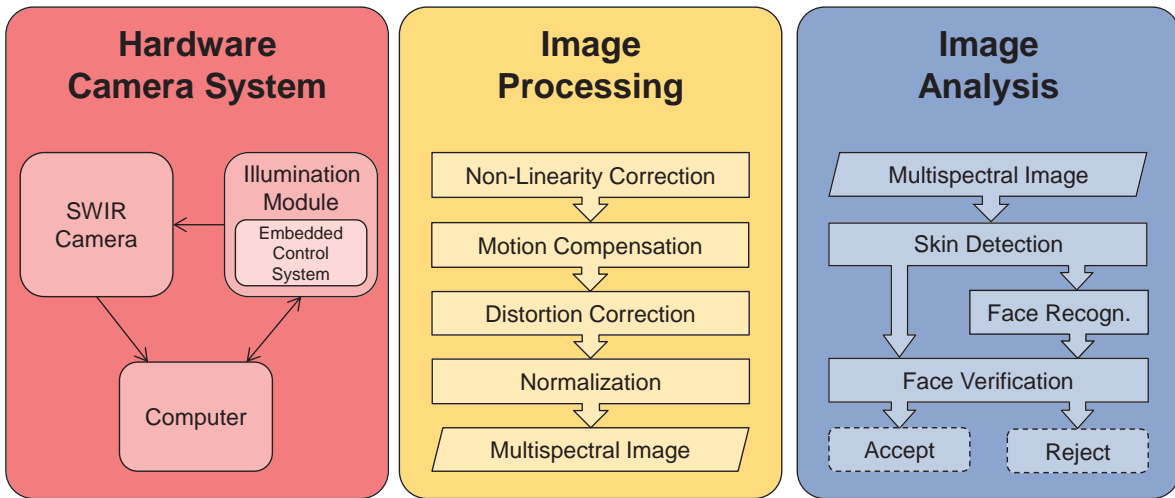 Hardware
Camera System
SWIR
Camera
Illumination
Module
Embedded
Control
System
Computer
Image
Processing
Non-Linearity Correction
Motion Compensation
Distortion Correction
Normalization
Multispectral Image
Image
Analysis
Multispectral Image
Skin Detection
Face Recogn.
Face Verification
Accept
Reject